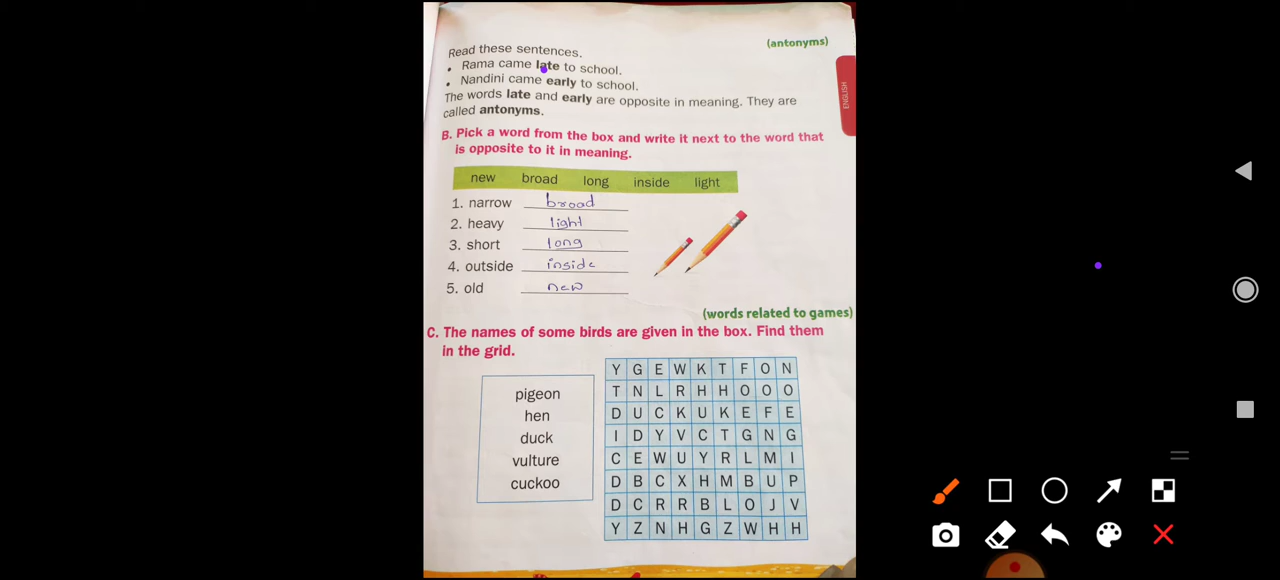 (antonyms)
Read these sentences.
• Rama came late to school.
• Nandini came early to school.
The words late and early are opposite in meaning. They are
called antonyms.
ENGLISH
B. Pick a word from the box and write it next to the word that
is opposite to it in meaning.
new broad long inside light
1. narrow broad
2. heavy light
3. short long
4. outside inside
5. old new
(words related to games)
C. The names of some birds are given in the box. Find them
in the grid.
pigeon
hen
duck
vulture
cuckoo
Y G E W K T F O N
T N L R H H O O O
D U C K U K E F E
I D Y V C T G N G
C E W U Y R L M I
D B C X H M B U P
D C R R B L O J V
Y Z N H G Z W H H